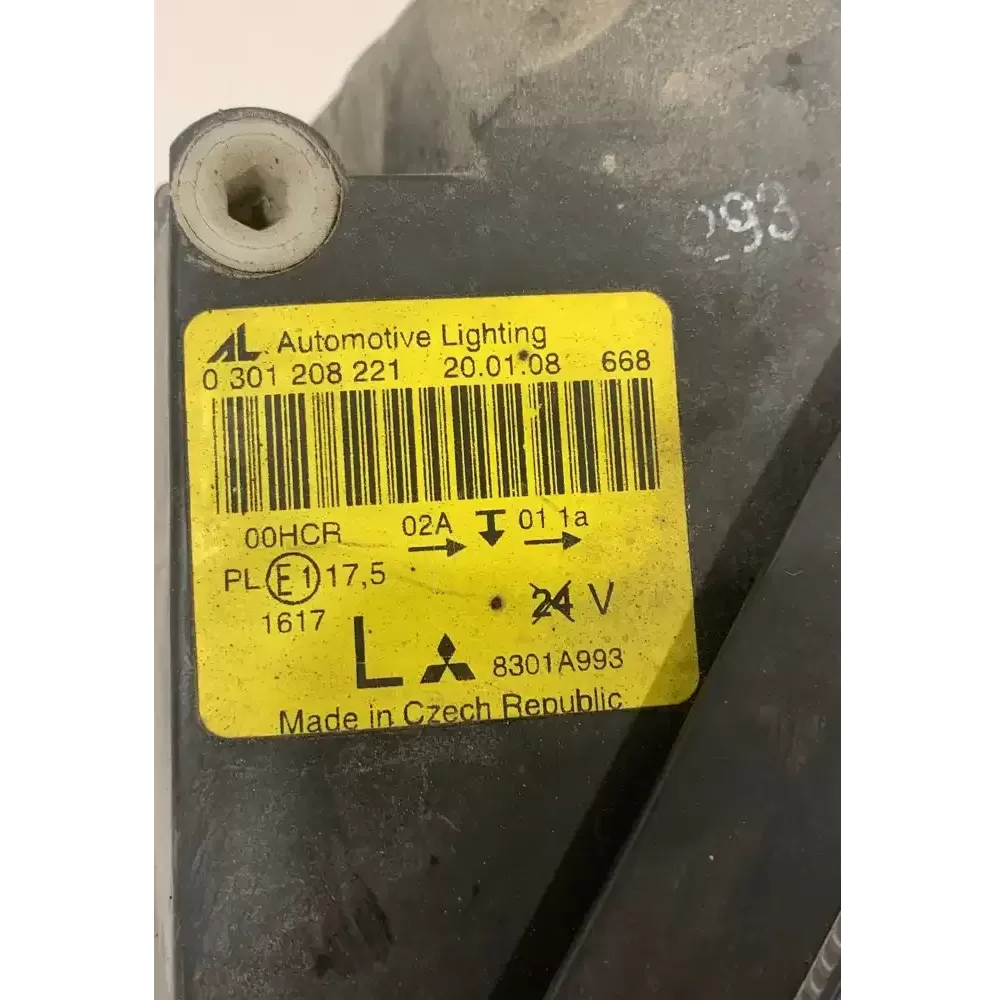 293
AL Automotive Lighting
0 301 208 221 20.01.08 668
00HCR 02A 01 1a
PL E1 17,5
24 V
1617
L 8301A993
Made in Czech Republic